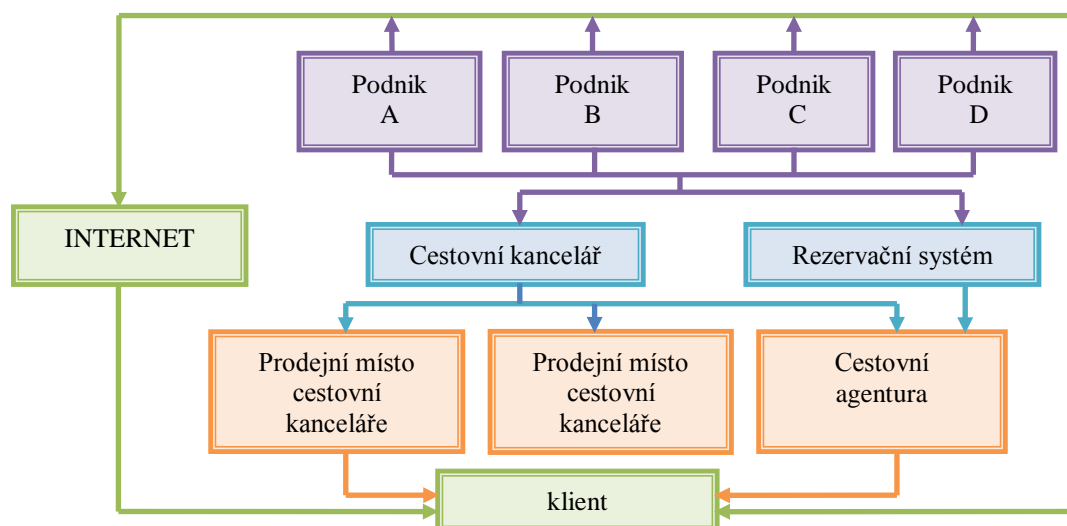 Podnik
A
Podnik
B
Podnik
C
Podnik
D
INTERNET
Cestovní kancelář
Rezervační systém
Prodejní místo
cestovní
kanceláře
Prodejní místo
cestovní
kanceláře
Cestovní
agentura
klient